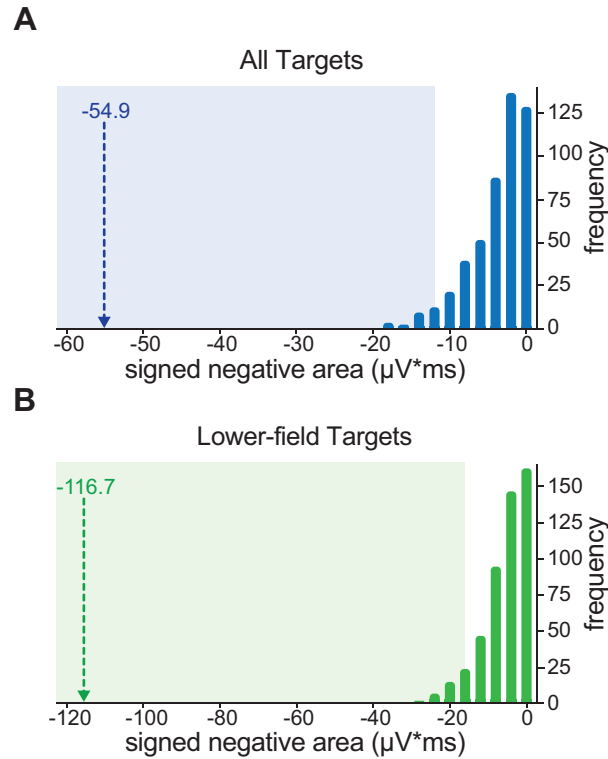 A
All Targets
-54.9
125
100
75
50
25
0
frequency
-60 -50 -40 -30 -20 -10 0
signed negative area (µV*ms)
B
Lower-field Targets
-116.7
150
125
100
75
50
25
0
frequency
-120 -100 -80 -60 -40 -20 0
signed negative area (µV*ms)